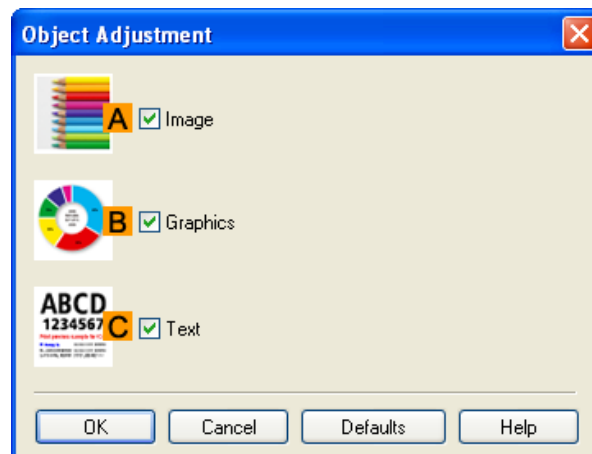 Object Adjustment
A Image
B Graphics
ABCD
1234567
C Text
OK Cancel Defaults Help